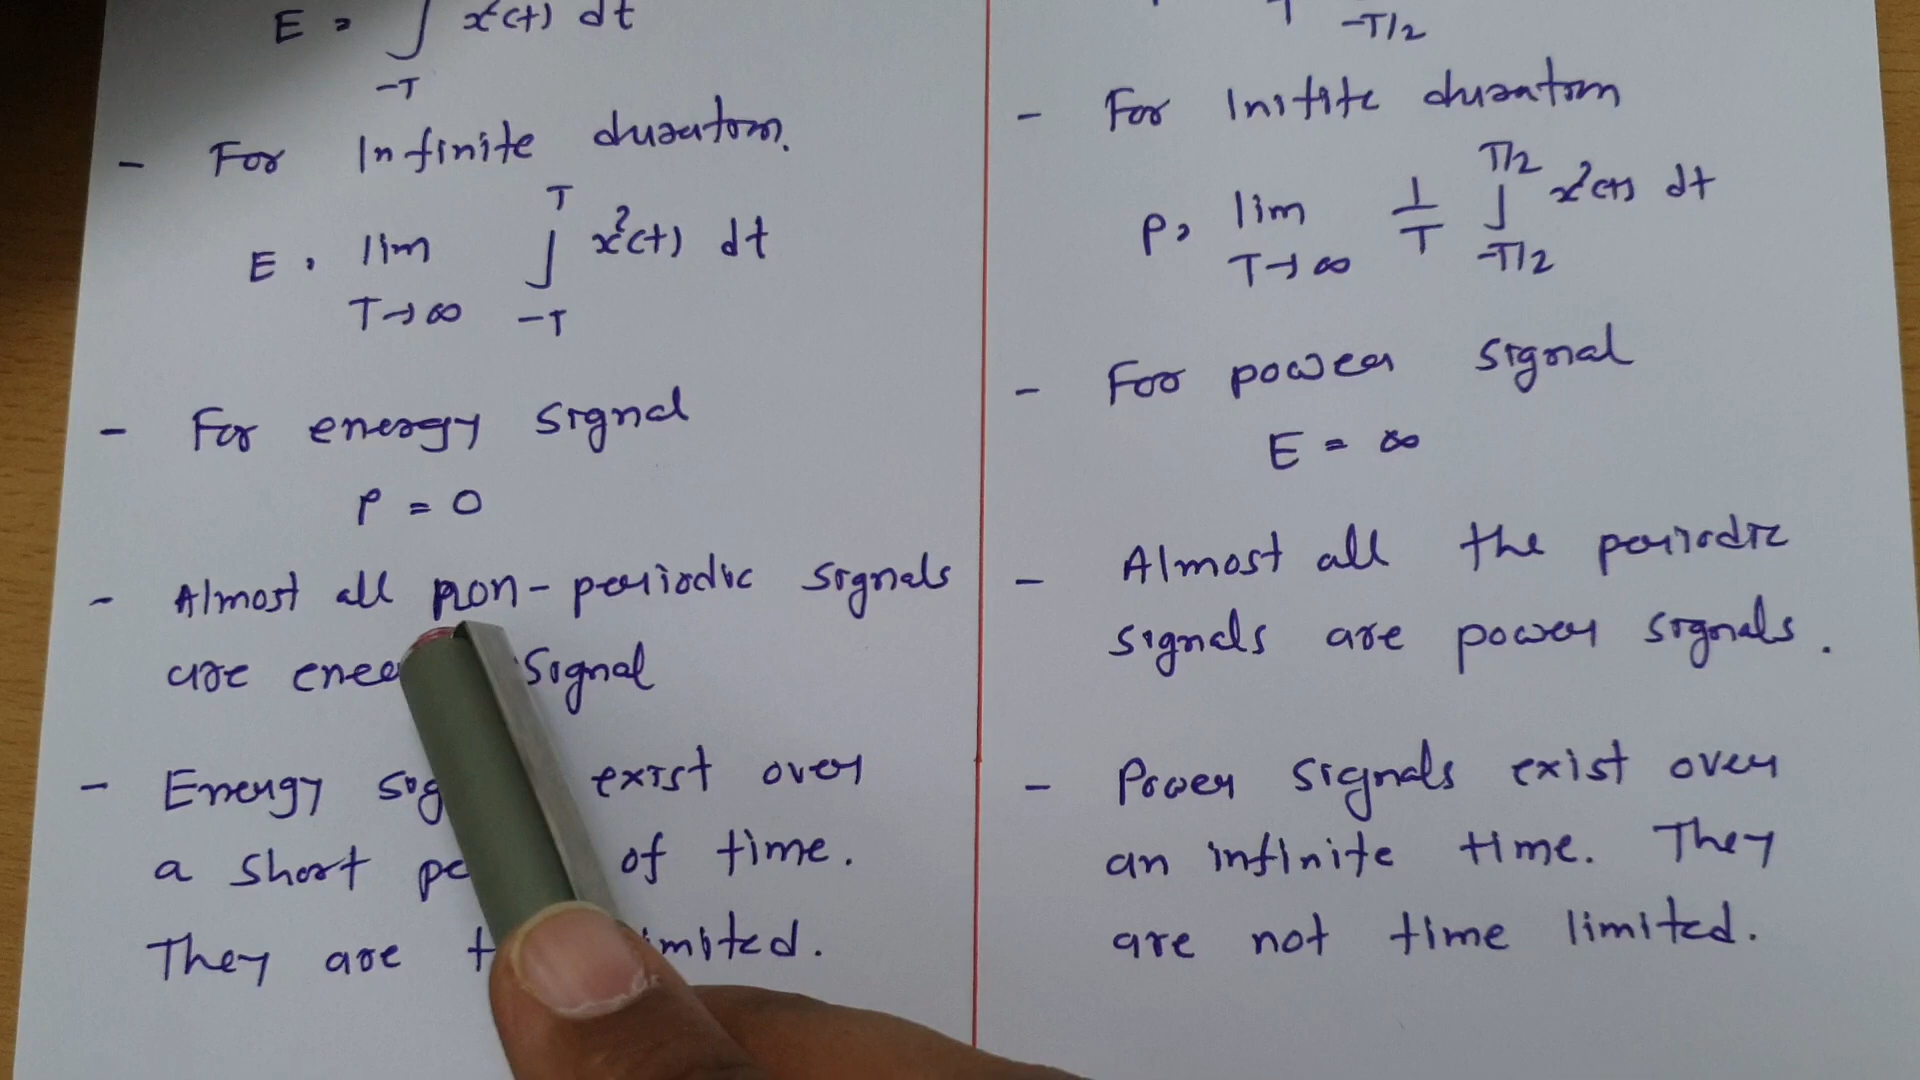 E = ∫ x²(t) dt
-T
- For Infinite duration.
T
E = lim ∫ x²(t) dt
T→∞ -T
- For energy signal
P = 0
- Almost all non-periodic signals
are signal
- Energy exist over
a short of time.
They are limited.
-T/2
- For Initite duration
T/2
P = lim 1/T ∫ x²(t) dt
T→∞ -T/2
- For power signal
E = ∞
- Almost all the periodic
signals are power signals.
- Power signals exist over
an infinite time. They
are not time limited.